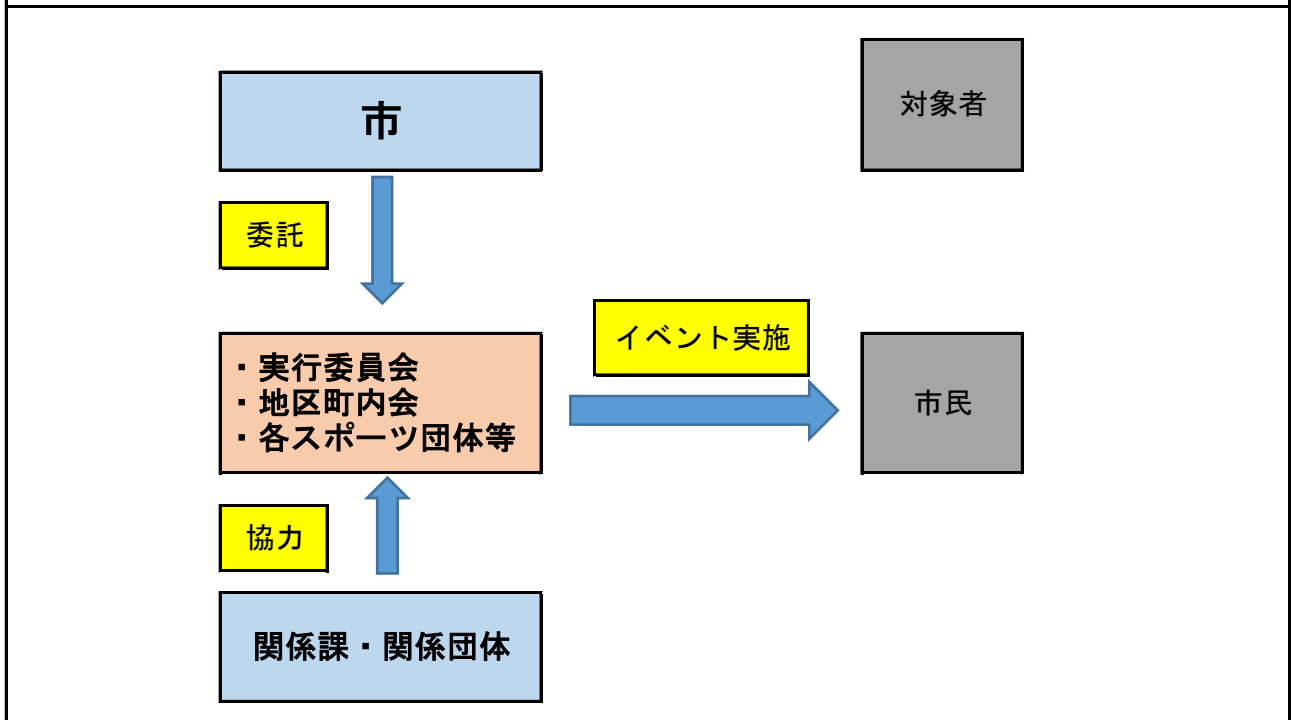 市
対象者
委託
イベント実施
・実行委員会
・地区町内会
・各スポーツ団体等
市民
協力
関係課・関係団体